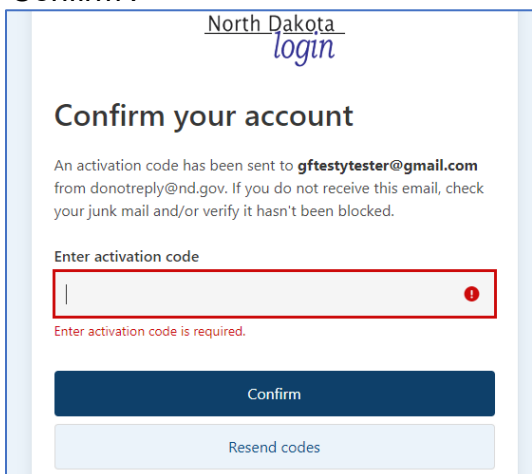 North Dakota
login
Confirm your account
An activation code has been sent to gftestytester@gmail.com
from donotreply@nd.gov. If you do not receive this email, check
your junk mail and/or verify it hasn't been blocked.
Enter activation code
Enter activation code is required.
Confirm
Resend codes